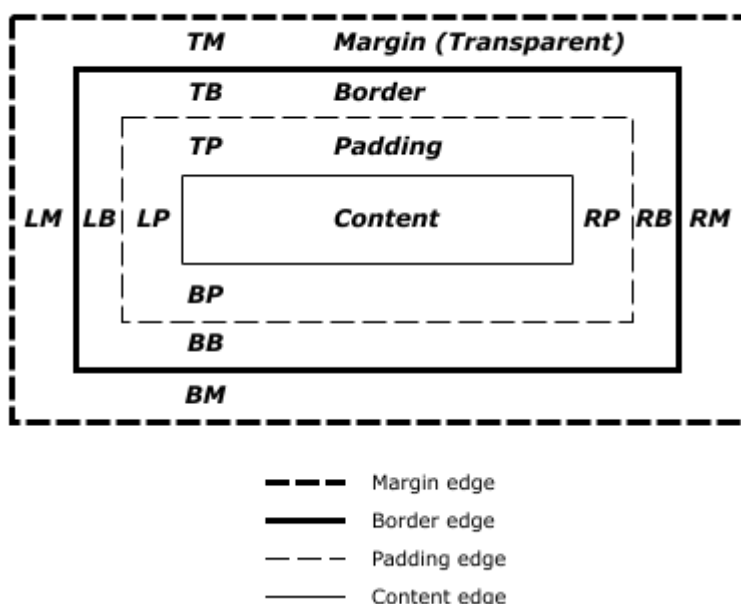 TM Margin (Transparent)
TB Border
TP Padding
LM LB LP Content RP RB RM
BP
BB
BM
Margin edge
Border edge
Padding edge
Content edge